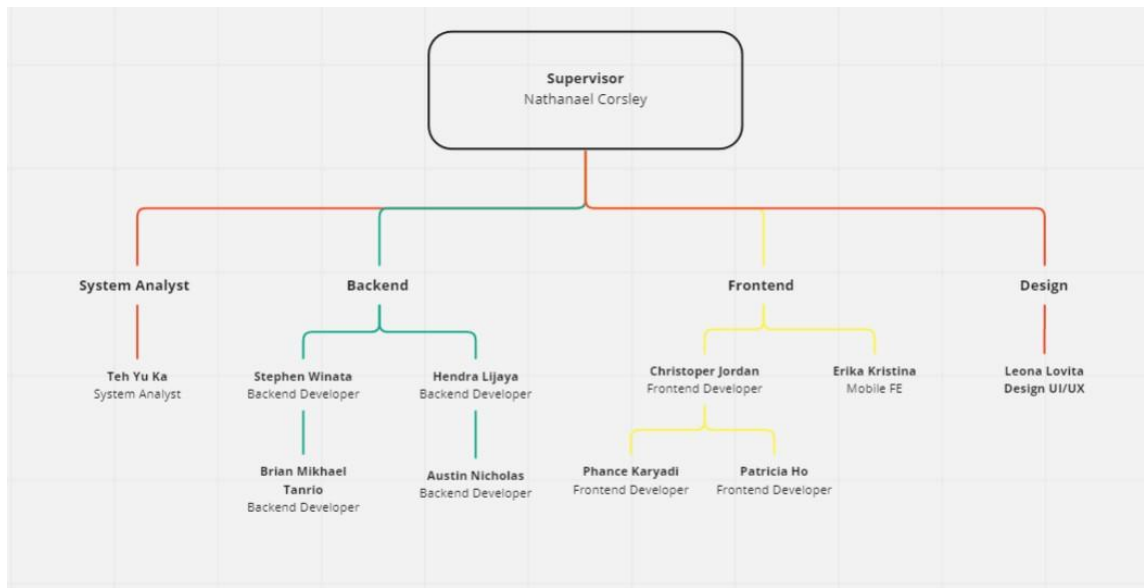 Supervisor
Nathanael Corsley
System Analyst
Backend
Frontend
Design
Teh Yu Ka
System Analyst
Stephen Winata
Backend Developer
Hendra Lijaya
Backend Developer
Christoper Jordan
Frontend Developer
Erika Kristina
Mobile FE
Leona Lovita
Design UI/UX
Brian Mikhael
Tanrio
Backend Developer
Austin Nicholas
Backend Developer
Phance Karyadi
Frontend Developer
Patricia Ho
Frontend Developer